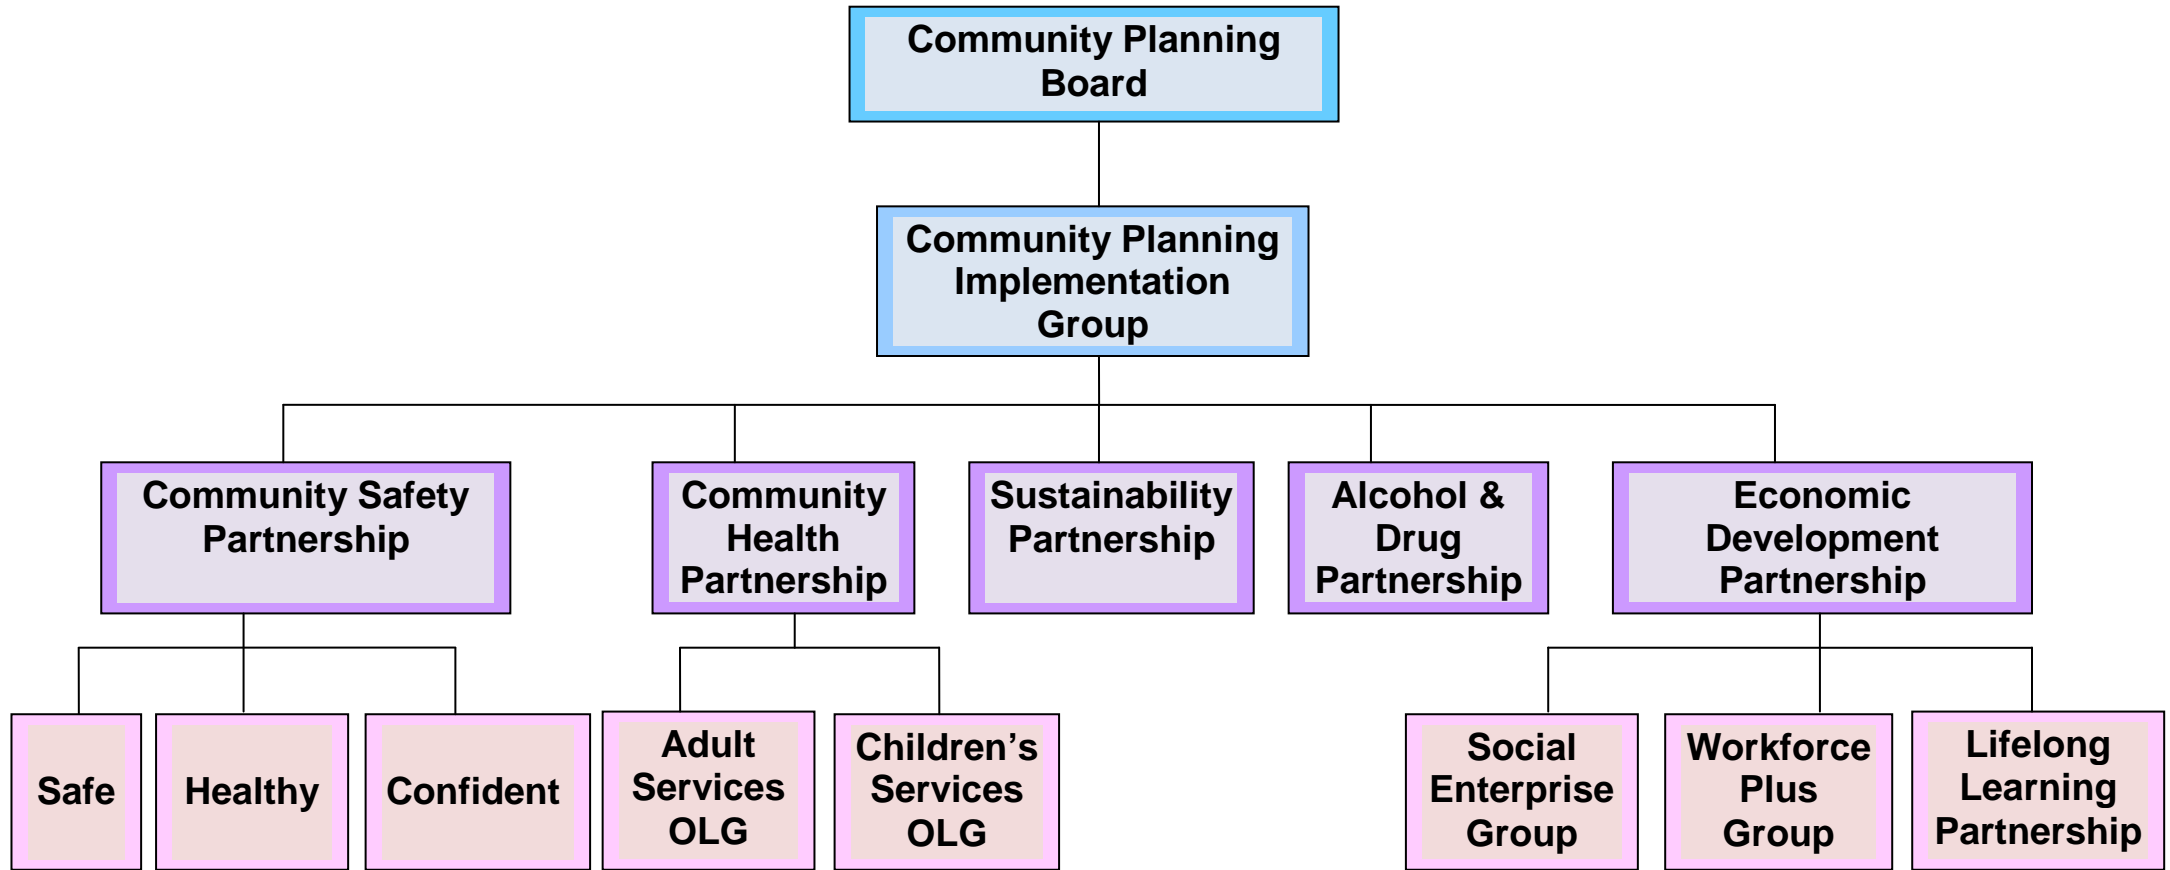 Community Planning
Board
Community Planning
Implementation
Group
Community Safety
Partnership
Community
Health
Partnership
Sustainability
Partnership
Alcohol &
Drug
Partnership
Economic
Development
Partnership
Safe
Healthy
Confident
Adult
Services
OLG
Children’s
Services
OLG
Social
Enterprise
Group
Workforce
Plus
Group
Lifelong
Learning
Partnership